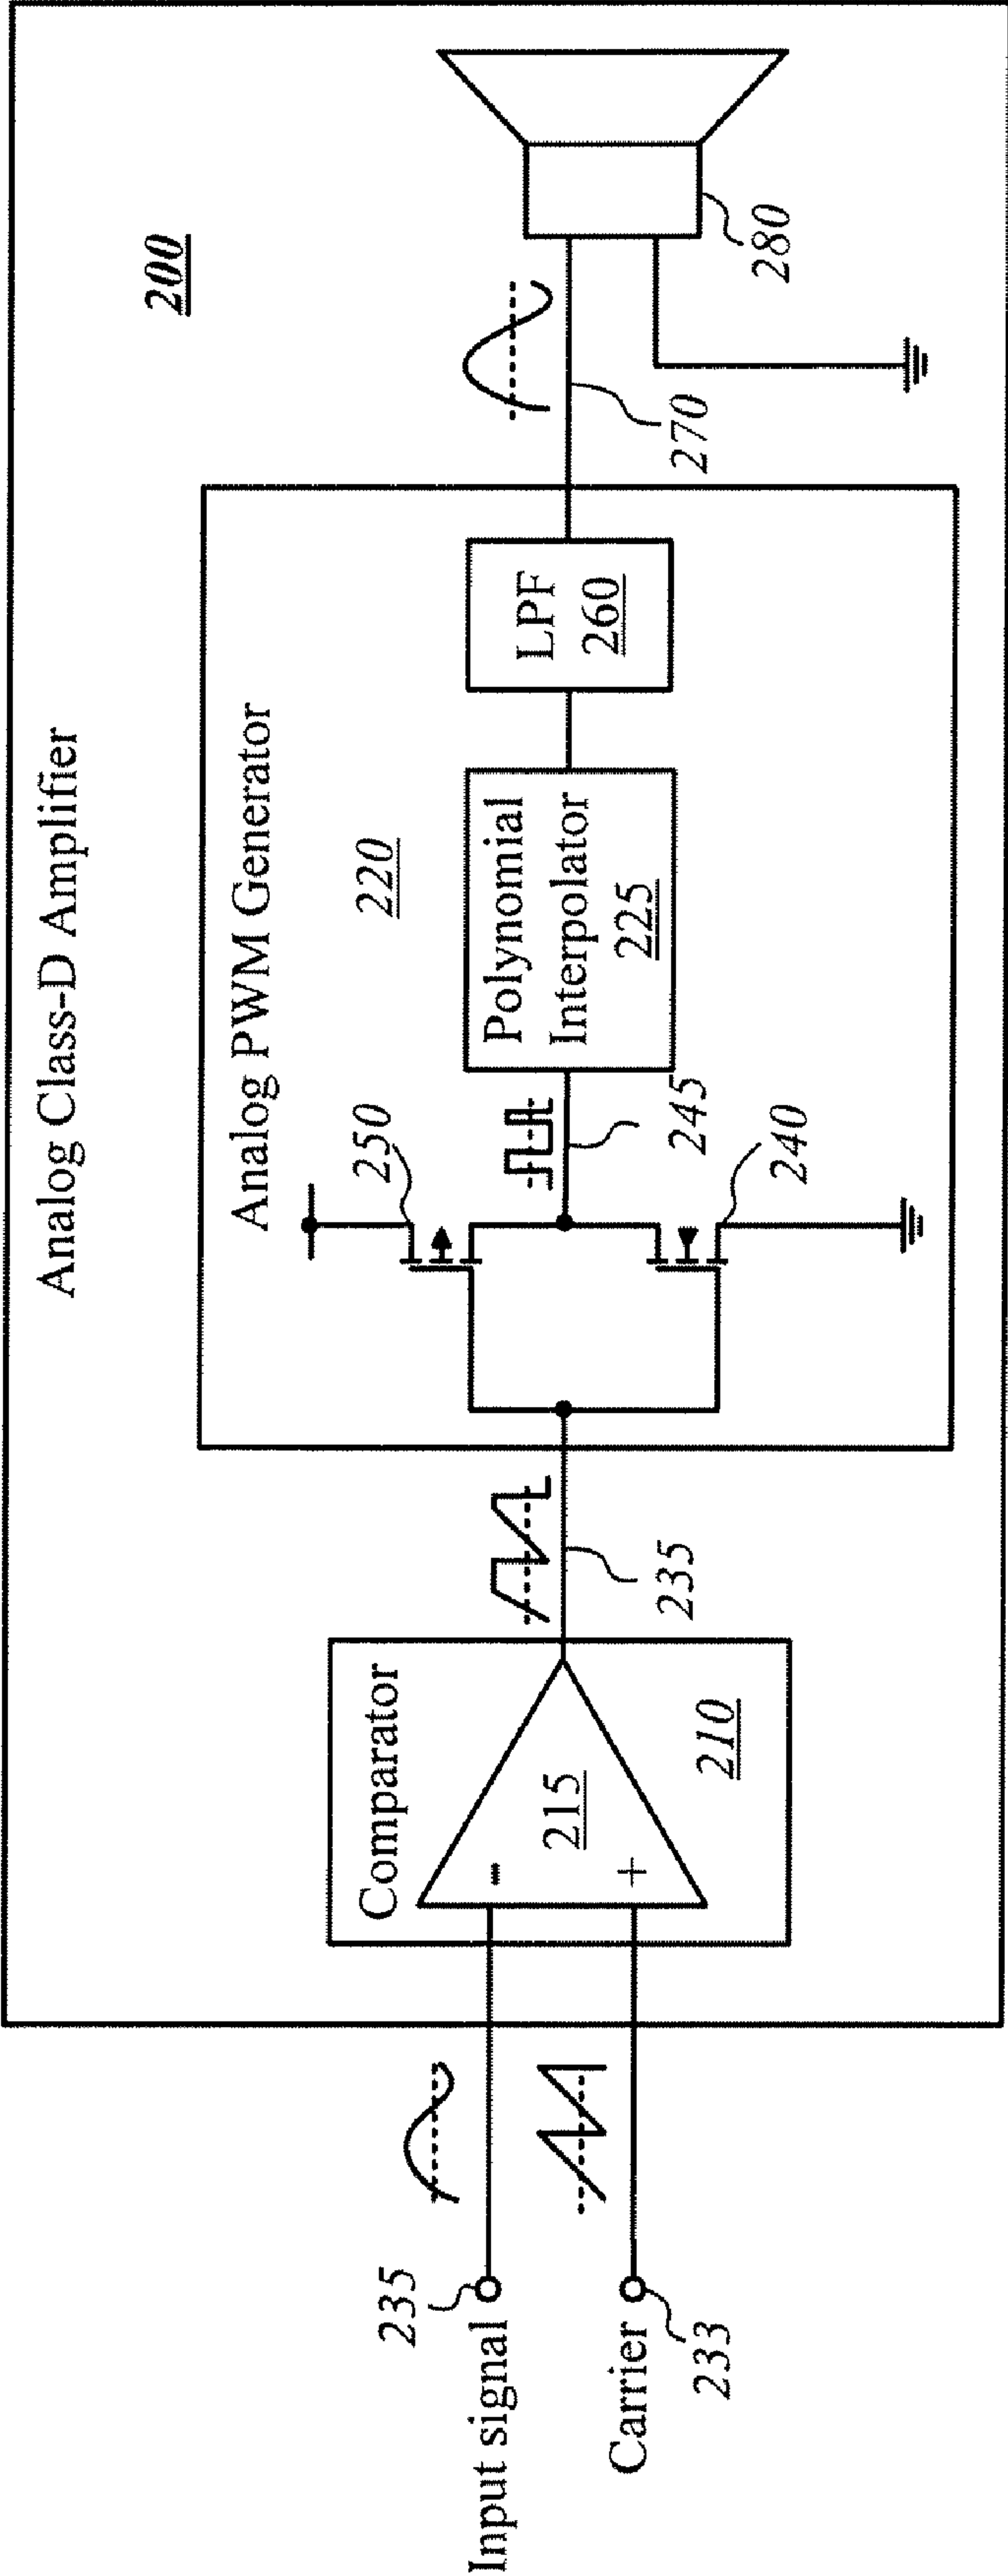 Analog Class-D Amplifier
200
Analog PWM Generator
220
Comparator
-
215
+
210
235
Input signal
Carrier
233
235
250
245
240
Polynomial
Interpolator
225
LPF
260
270
280